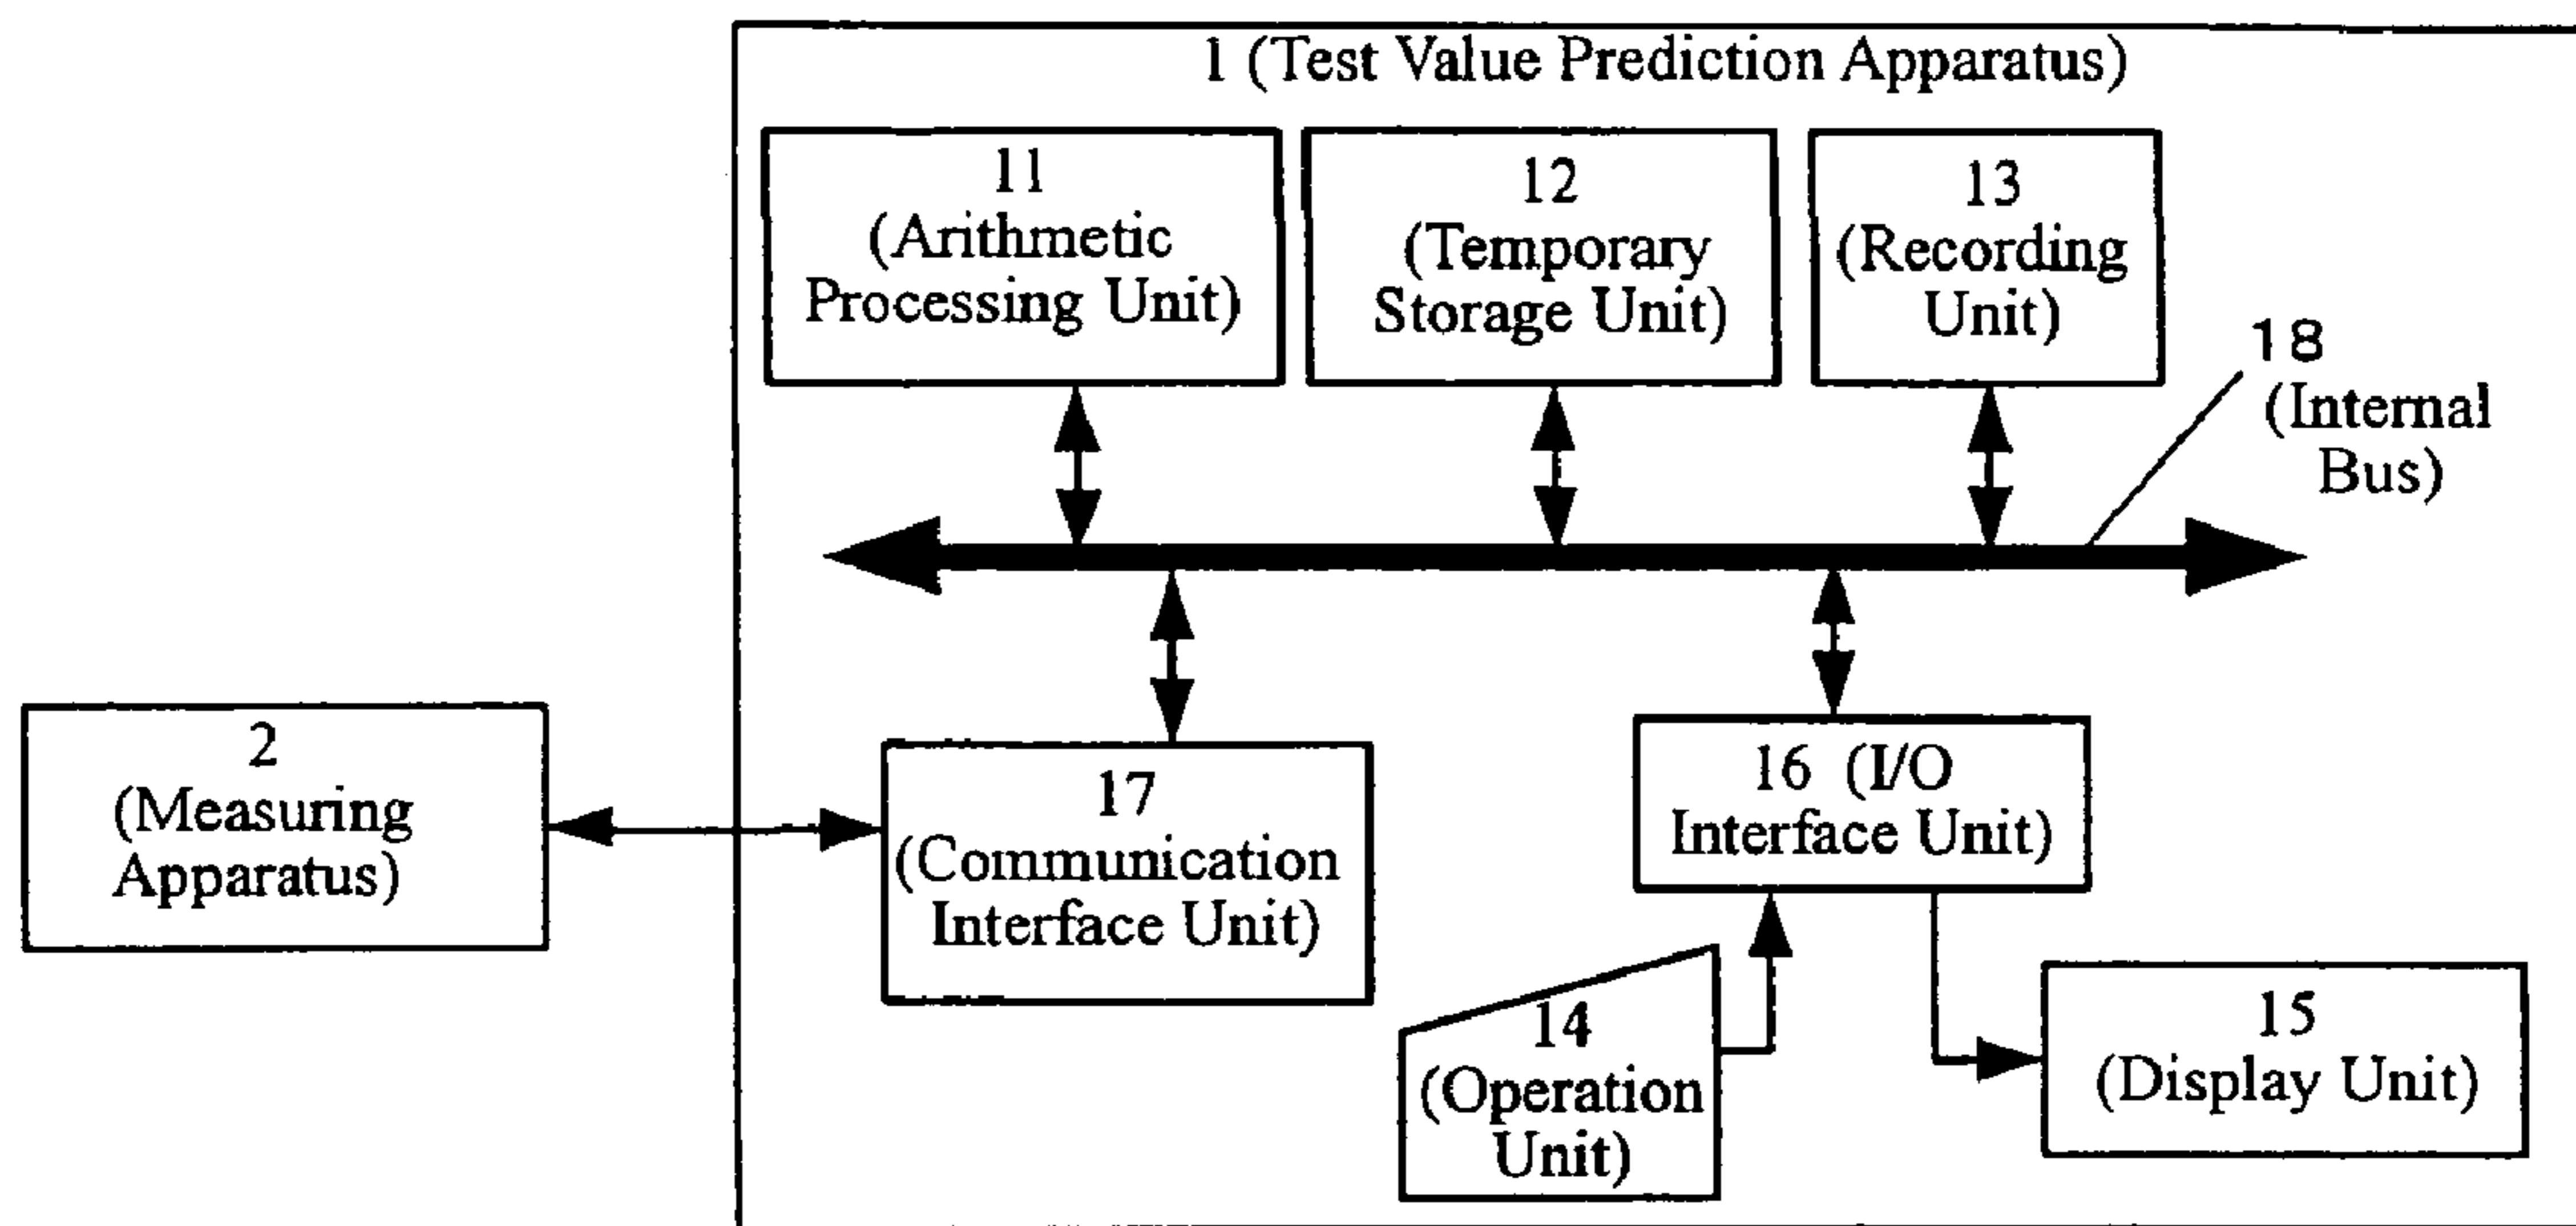 1 (Test Value Prediction Apparatus)
11
(Arithmetic
Processing Unit)
12
(Temporary
Storage Unit)
13
(Recording
Unit)
18
(Internal
Bus)
2
(Measuring
Apparatus)
17
(Communication
Interface Unit)
16 (I/O
Interface Unit)
14
(Operation
Unit)
15
(Display Unit)